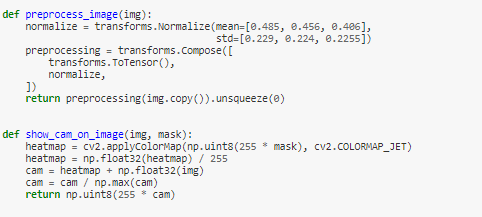 def preprocess_image(img):
    normalize = transforms.Normalize(mean=[0.485, 0.456, 0.406],
                                     std=[0.229, 0.224, 0.2255])
    preprocessing = transforms.Compose([
        transforms.ToTensor(),
        normalize,
    ])
    return preprocessing(img.copy()).unsqueeze(0)

def show_cam_on_image(img, mask):
    heatmap = cv2.applyColorMap(np.uint8(255 * mask), cv2.COLORMAP_JET)
    heatmap = np.float32(heatmap) / 255
    cam = heatmap + np.float32(img)
    cam = cam / np.max(cam)
    return np.uint8(255 * cam)